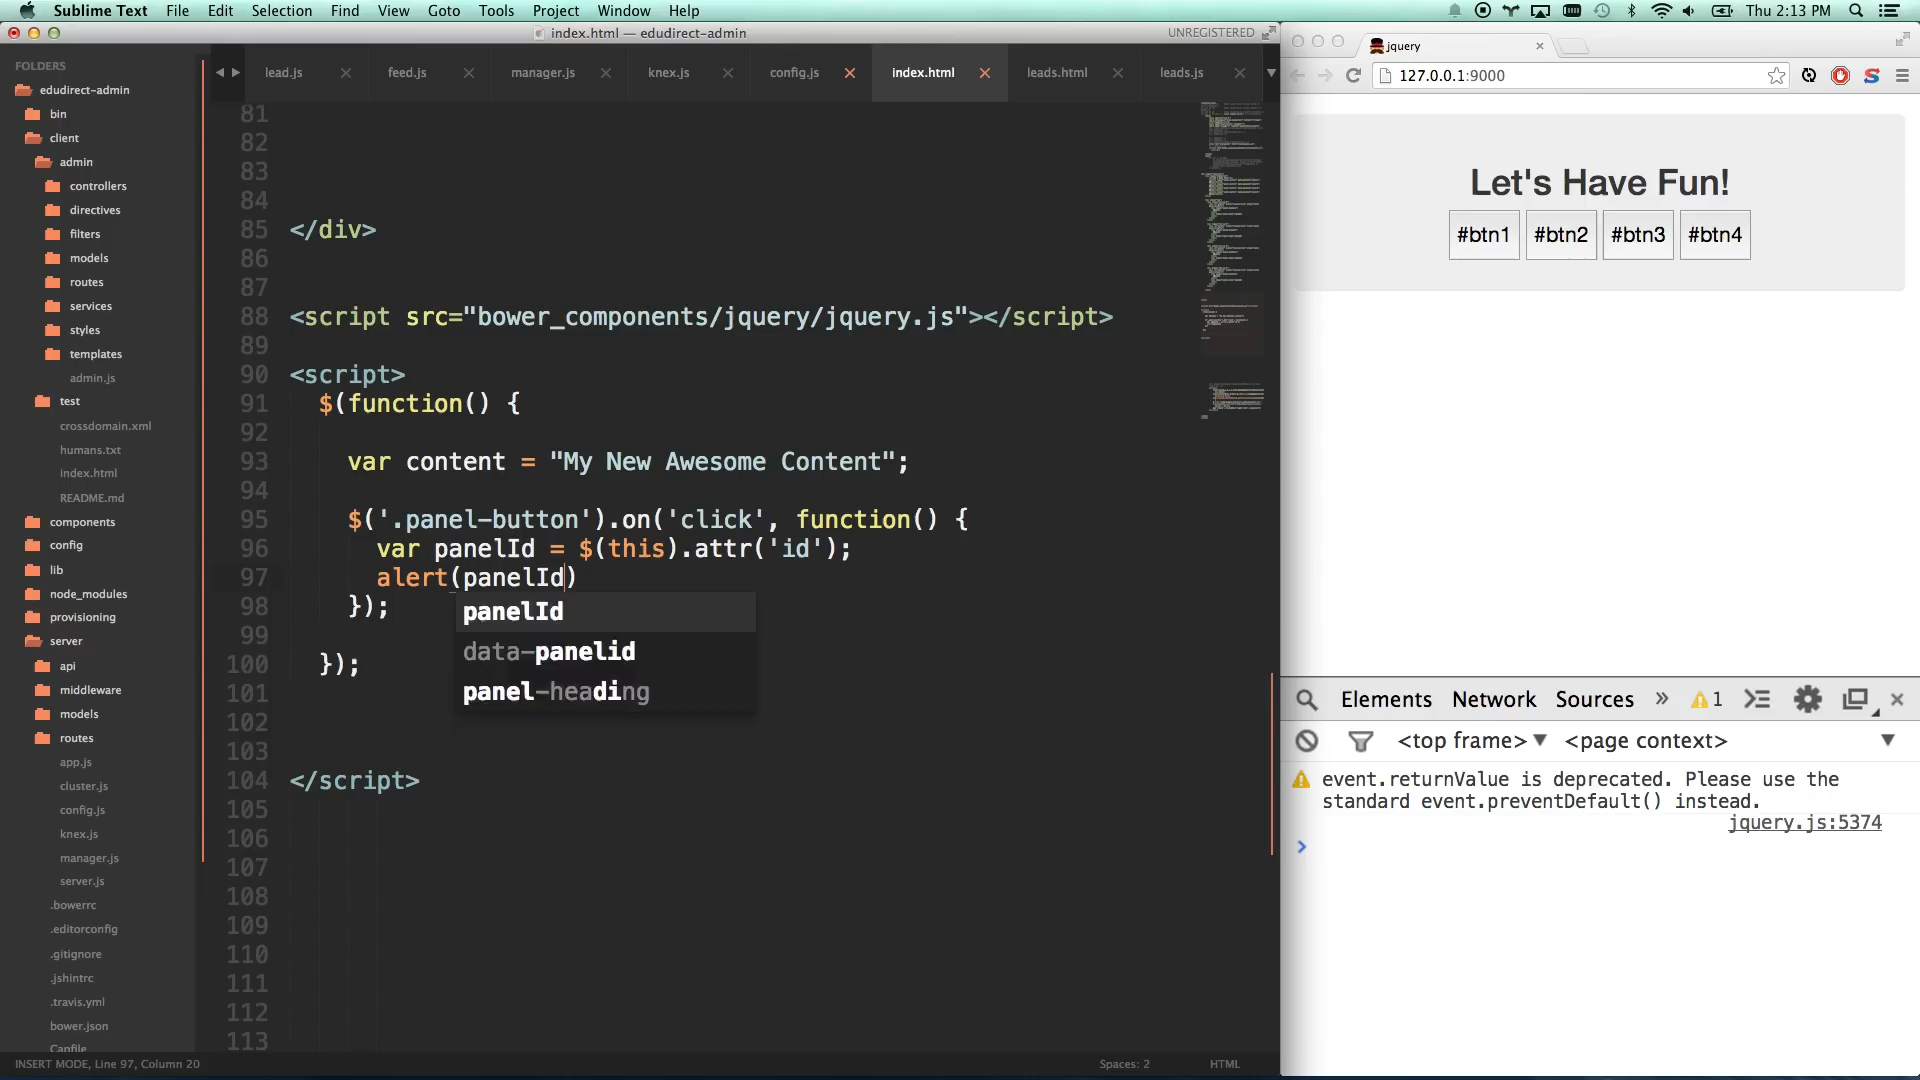 Sublime Text File Edit Selection Find View Goto Tools Project Window Help Thu 2:13 PM
index.html — edudirect-admin UNREGISTERED
lead.js feed.js manager.js knex.js config.js index.html leads.html leads.js
FOLDERS
edudirect-admin
bin
client
admin
controllers
directives
filters
models
routes
services
styles
templates
admin.js
test
crossdomain.xml
humans.txt
index.html
README.md
components
config
lib
node_modules
provisioning
server
api
middleware
models
routes
app.js
cluster.js
config.js
knex.js
manager.js
server.js
.bowerrc
.editorconfig
.gitignore
.jshintrc
.travis.yml
bower.json
Capfile
81
82
83
84
85 </div>
86
87
88 <script src="bower_components/jquery/jquery.js"></script>
89
90 <script>
91 $(function() {
92
93 var content = "My New Awesome Content";
94
95 $('.panel-button').on('click', function() {
96 var panelId = $(this).attr('id');
97 alert(panelId)
98 });
panelId
data-panelid
panel-heading
99
100 });
101
102
103
104 </script>
105
106
107
108
109
110
111
112
113
INSERT MODE, Line 97, Column 20 Spaces: 2 HTML
jquery
127.0.0.1:9000
Let's Have Fun!
#btn1 #btn2 #btn3 #btn4
Elements Network Sources » 1
<top frame> ▼ <page context> ▼
event.returnValue is deprecated. Please use the
standard event.preventDefault() instead.
jquery.js:5374
>